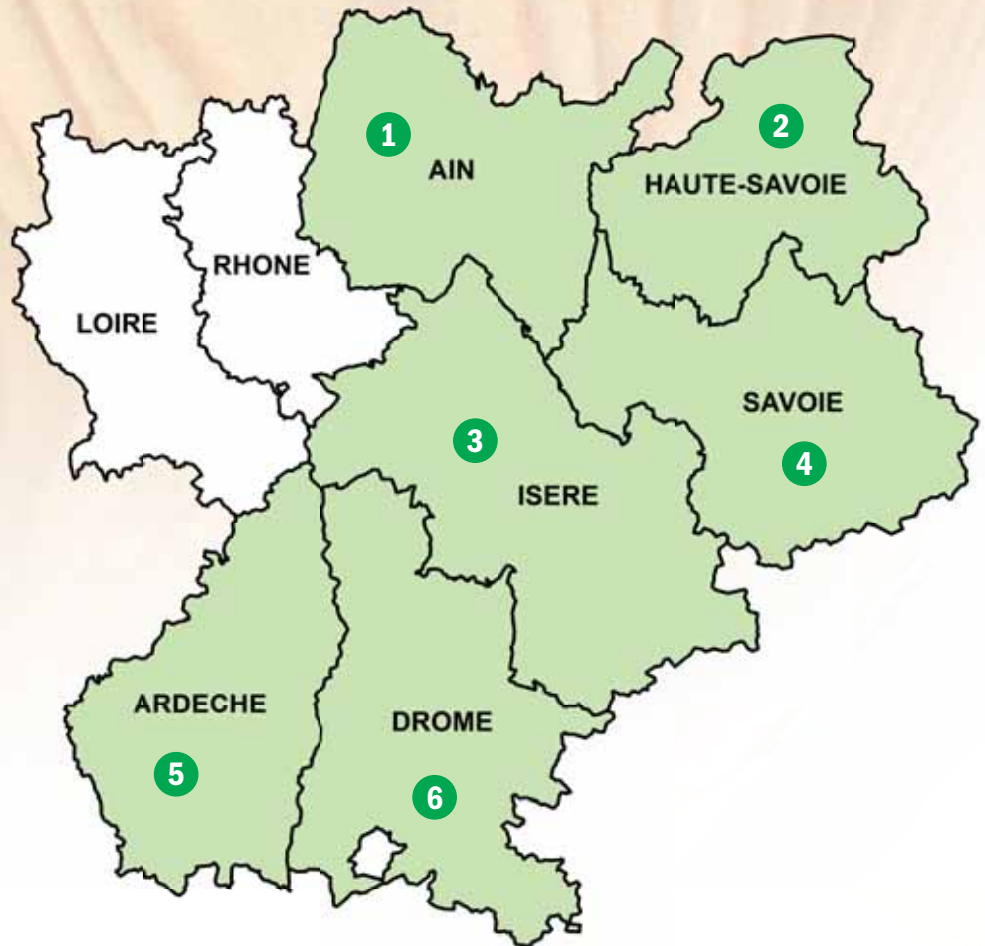 1
AIN
2
HAUTE-SAVOIE
RHONE
LOIRE
SAVOIE
3
4
ISERE
ARDECHE
DROME
5
6